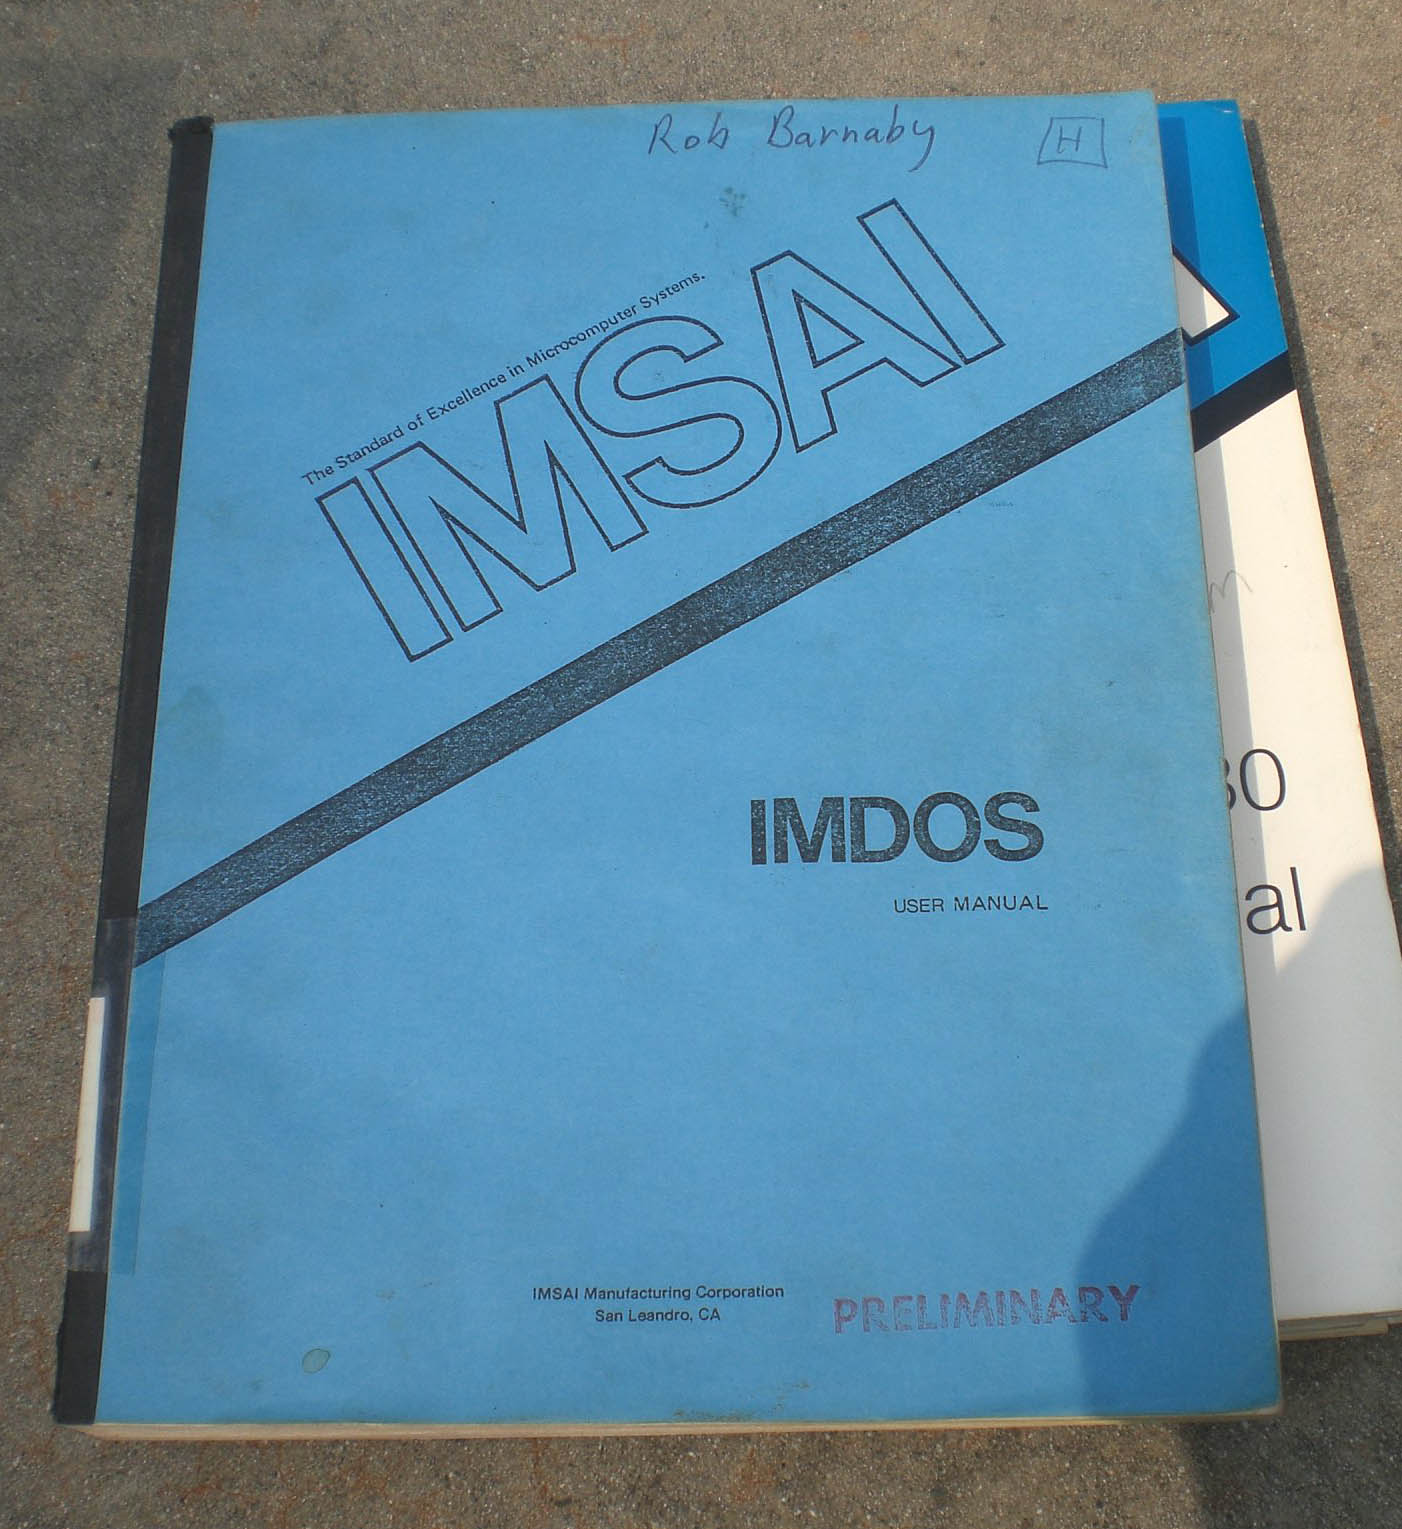 Rob Barnaby
H
The Standard of Excellence in Microcomputer Systems.
IMSAI
IMDOS
USER MANUAL
IMSAI Manufacturing Corporation
San Leandro, CA
PRELIMINARY
m
80
al